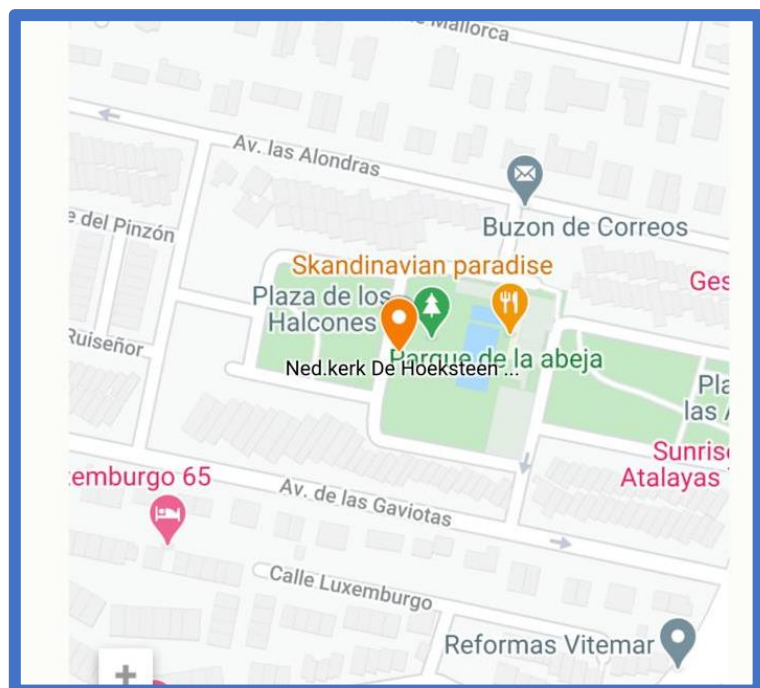 Mallorca
Av. las Alondras
Buzon de Correos
e del Pinzón
Skandinavian paradise
Ges
Plaza de los
Halcones
Ruiseñor
Parque de la abeja
Ned.kerk De Hoeksteen ...
Pla
las
Sunris
Atalayas
emburgo 65
Av. de las Gaviotas
Calle Luxemburgo
Reformas Vitemar
+